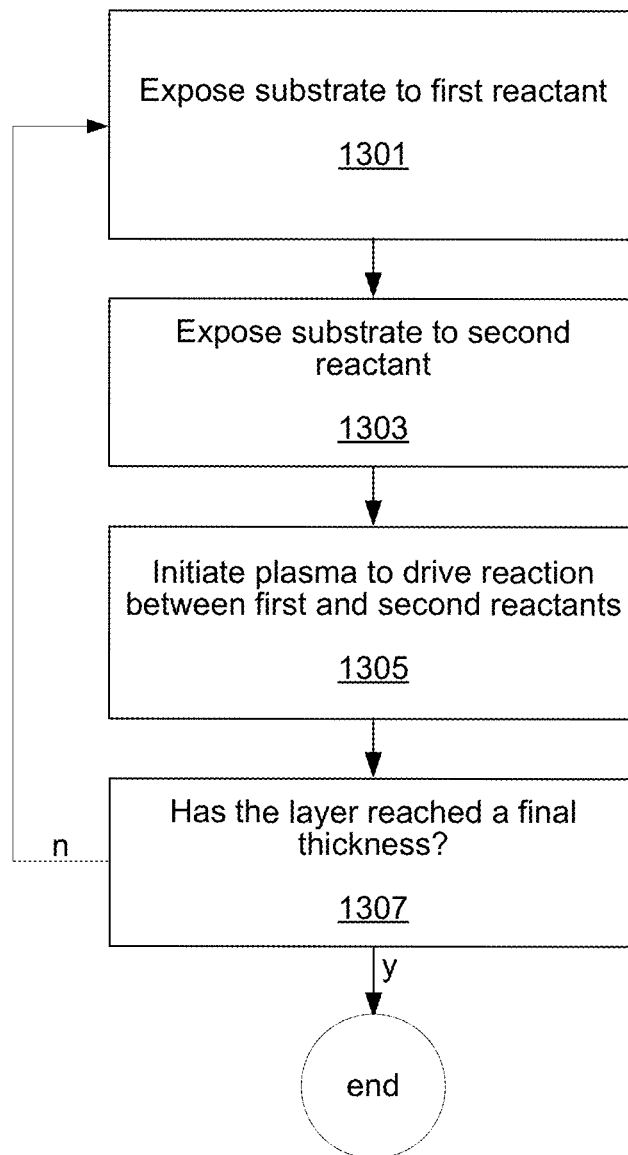 Expose substrate to first reactant
1301
Expose substrate to second
reactant
1303
Initiate plasma to drive reaction
between first and second reactants
1305
Has the layer reached a final
thickness?
1307
n
y
end